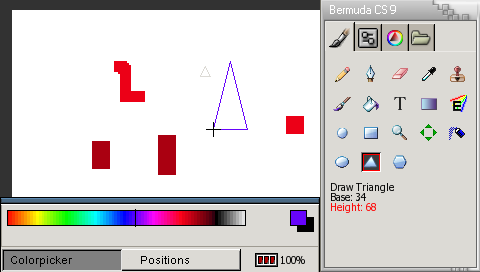 Bermuda CS 9
T
E
Draw Triangle
Base: 34
Height: 68
Colorpicker
Positions
100%